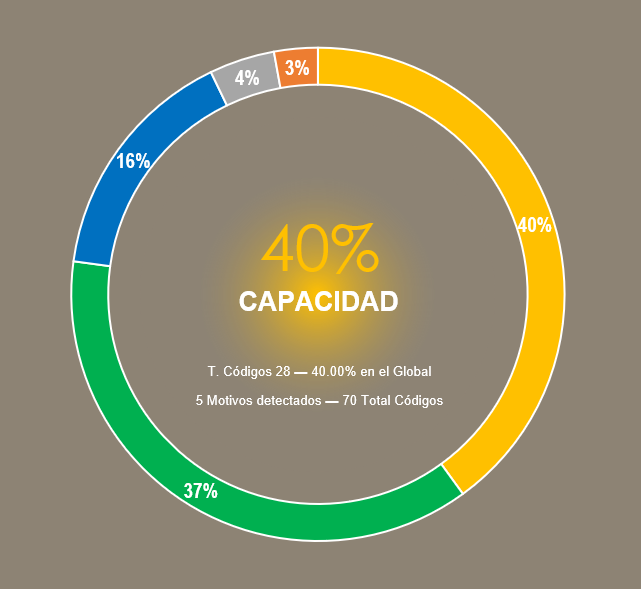 3%
4%
16%
40%
40%
CAPACIDAD
T. Códigos 28 — 40.00% en el Global
5 Motivos detectados — 70 Total Códigos
37%